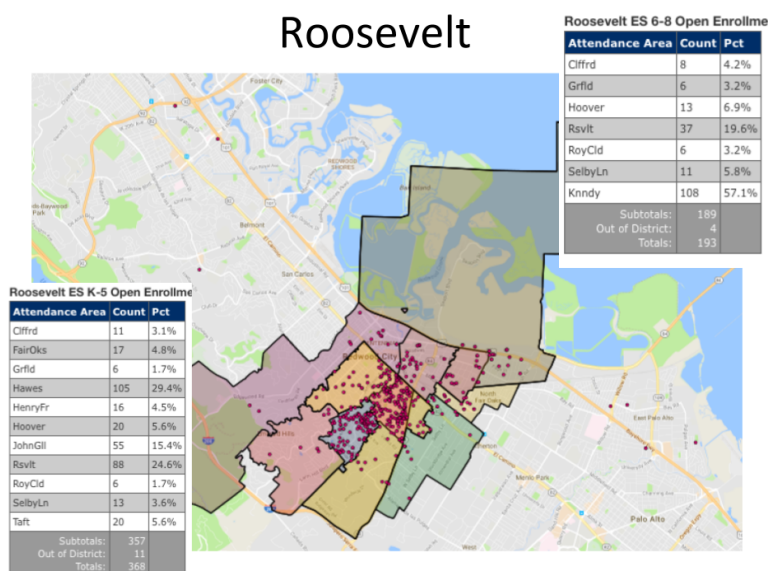 Roosevelt
Roosevelt ES 6-8 Open Enrollme
Attendance Area Count Pct
Clffrd 8 4.2%
Grfld 6 3.2%
Hoover 13 6.9%
Rsvlt 37 19.6%
RoyCld 6 3.2%
SelbyLn 11 5.8%
Knndy 108 57.1%
Subtotals: 189
Out of District: 4
Totals: 193
Foster City
REDWOOD
SHORES
Belmont
San Carlos
Redwood City
North
Fair Oaks
East Palo Alto
Menlo Park
Palo Alto
Roosevelt ES K-5 Open Enrollme
Attendance Area Count Pct
Clffrd 11 3.1%
FairOks 17 4.8%
Grfld 6 1.7%
Hawes 105 29.4%
HenryFr 16 4.5%
Hoover 20 5.6%
JohnGll 55 15.4%
Rsvlt 88 24.6%
RoyCld 6 1.7%
SelbyLn 13 3.6%
Taft 20 5.6%
Subtotals: 357
Out of District: 11
Totals: 368